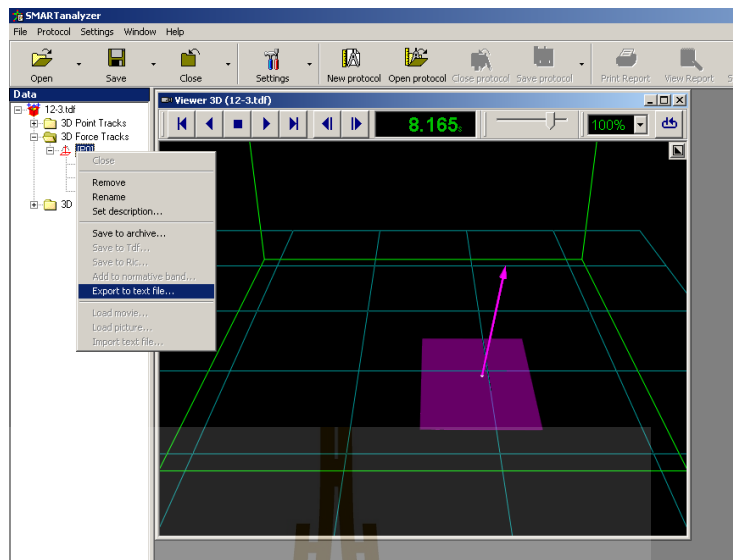 SMARTanalyzer
File Protocol Settings Window Help
Open Save Close Settings New protocol Open protocol Close protocol Save protocol Print Report View Report S
Data
Viewer 3D (12-3.tdf)
12-3.tdf
3D Point Tracks
3D Force Tracks
8.165s
100%
3D
Close
Remove
Rename
Set description...
Save to archive...
Save to Tdf...
Save to Ric...
Add to normative band...
Export to text file...
Load movie...
Load picture...
Import text file...